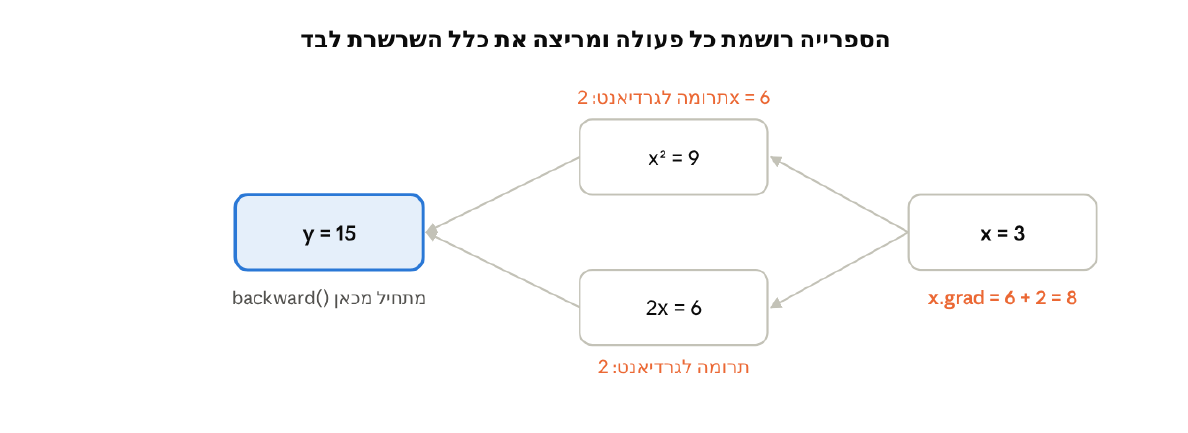 הספרייה רושמת כל פעולה ומריצה את כלל השרשרת לבד
תרומה לגרדיאנט: 2x = 6
x² = 9
x = 3
x.grad = 6 + 2 = 8
y = 15
backward() מתחיל מכאן
2x = 6
תרומה לגרדיאנט: 2